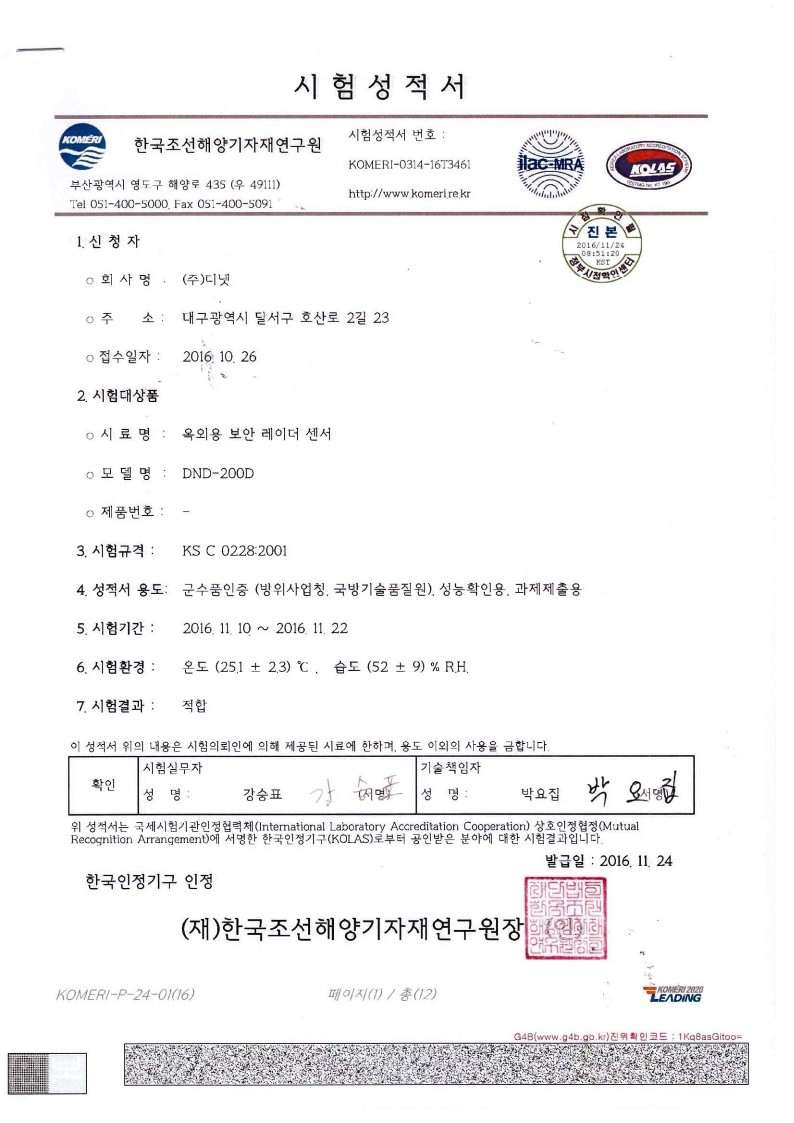 시험성적서
KOMERI
한국조선해양기자재연구원
부산광역시 영도구 해양로 435 (우 49111)
Tel 051-400-5000, Fax 051-400-5091
시험성적서 번호 :
KOMERI-0314-16T3461
http://www.komeri.re.kr
ilac-MRA
KOREA LABORATORY ACCREDITATION SCHEME
KOLAS
TESTING No. KT 190
시점확인필
진본
2016/11/24
08:51:20
KST
정부시점확인센터
1. 신 청 자
○ 회 사 명 : (주)디넷
○ 주 소 : 대구광역시 달서구 호산로 2길 23
○ 접수일자 : 2016. 10. 26
2. 시험대상품
○ 시 료 명 : 옥외용 보안 레이더 센서
○ 모 델 명 : DND-200D
○ 제품번호 : -
3. 시험규격 : KS C 0228:2001
4. 성적서 용도: 군수품인증 (방위사업청, 국방기술품질원), 성능확인용, 과제제출용
5. 시험기간 : 2016. 11. 10 ~ 2016. 11. 22
6. 시험환경 : 온도 (25.1 ± 2.3) ℃ , 습도 (52 ± 9) % R.H.
7. 시험결과 : 적합
이 성적서 위의 내용은 시험의뢰인에 의해 제공된 시료에 한하며, 용도 이외의 사용을 금합니다.
확인
시험실무자
성 명 : 강승표 강승표 (서명)
기술책임자
성 명 : 박요집 박요집 (서명)
위 성적서는 국제시험기관인정협력체(International Laboratory Accreditation Cooperation) 상호인정협정(Mutual
Recognition Arrangement)에 서명한 한국인정기구(KOLAS)로부터 공인받은 분야에 대한 시험결과입니다.
발급일 : 2016. 11. 24
한국인정기구 인정
(재)한국조선해양기자재연구원장 (인)
KOMERI-P-24-01(16)
페이지(1) / 총(12)
KOMERI 2020
LEADING
G4B(www.g4b.go.kr)진위확인코드 : 1Kq8asGitoo=